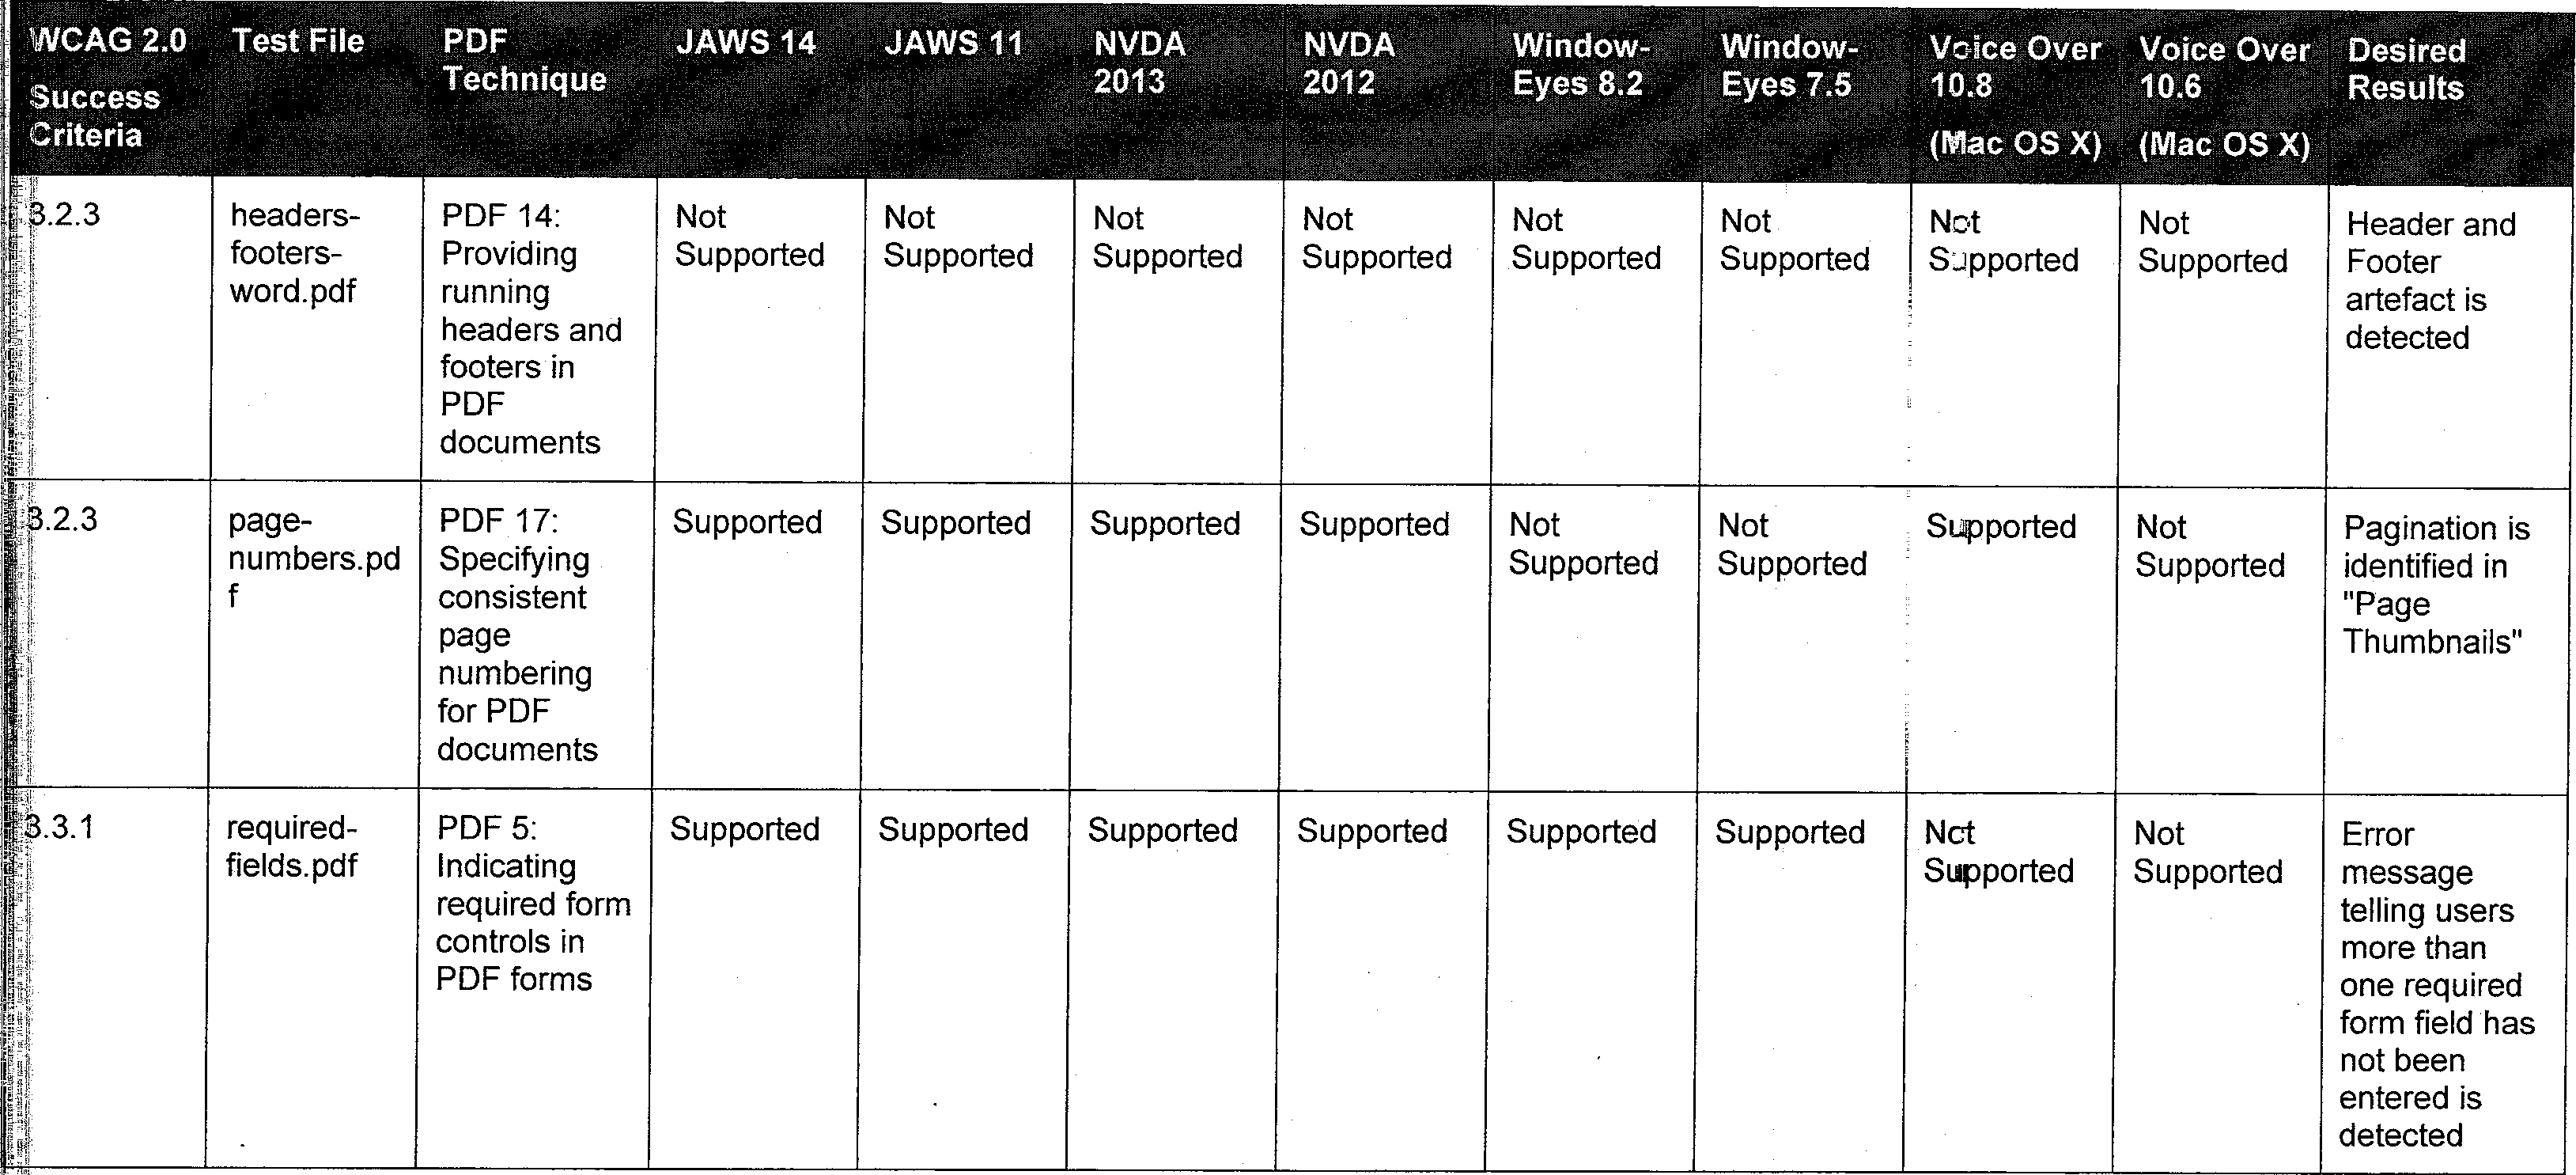 WCAG 2.0
Success
Criteria
Test File
PDF
Technique
JAWS 14
JAWS 11
NVDA
2013
NVDA
2012
Window-
Eyes 8.2
Window-
Eyes 7.5
Voice Over
10.8
(Mac OS X)
Voice Over
10.6
(Mac OS X)
Desired
Results
3.2.3
headers-
footers-
word.pdf
PDF 14:
Providing
running
headers and
footers in
PDF
documents
Not
Supported
Not
Supported
Not
Supported
Not
Supported
Not
Supported
Not
Supported
Not
Supported
Not
Supported
Header and
Footer
artefact is
detected
3.2.3
page-
numbers.pd
f
PDF 17:
Specifying
consistent
page
numbering
for PDF
documents
Supported
Supported
Supported
Supported
Not
Supported
Not
Supported
Supported
Not
Supported
Pagination is
identified in
"Page
Thumbnails"
3.3.1
required-
fields.pdf
PDF 5:
Indicating
required form
controls in
PDF forms
Supported
Supported
Supported
Supported
Supported
Supported
Not
Supported
Not
Supported
Error
message
telling users
more than
one required
form field has
not been
entered is
detected